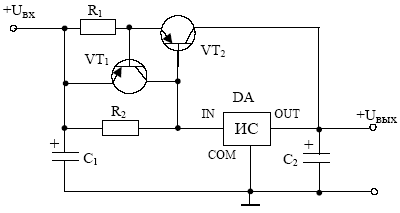 +Uвх
R1
VT2
VT1
R2
DA
IN
ИС
OUT
+Uвых
COM
+
C1
+
C2